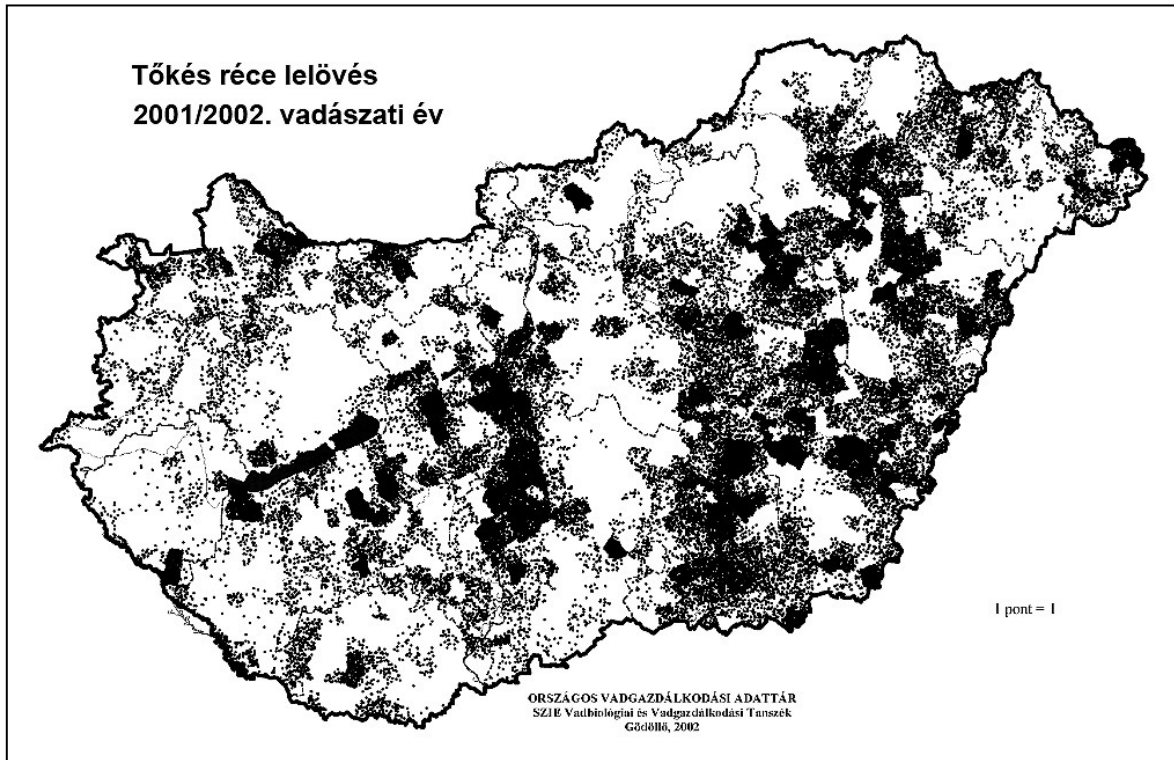 Tőkés réce lelövés
2001/2002. vadászati év
1 pont = 1
ORSZÁGOS VADGAZDÁLKODÁSI ADATTÁR
SZIE Vadbiológiai és Vadgazdálkodási Tanszék
Gödöllő, 2002